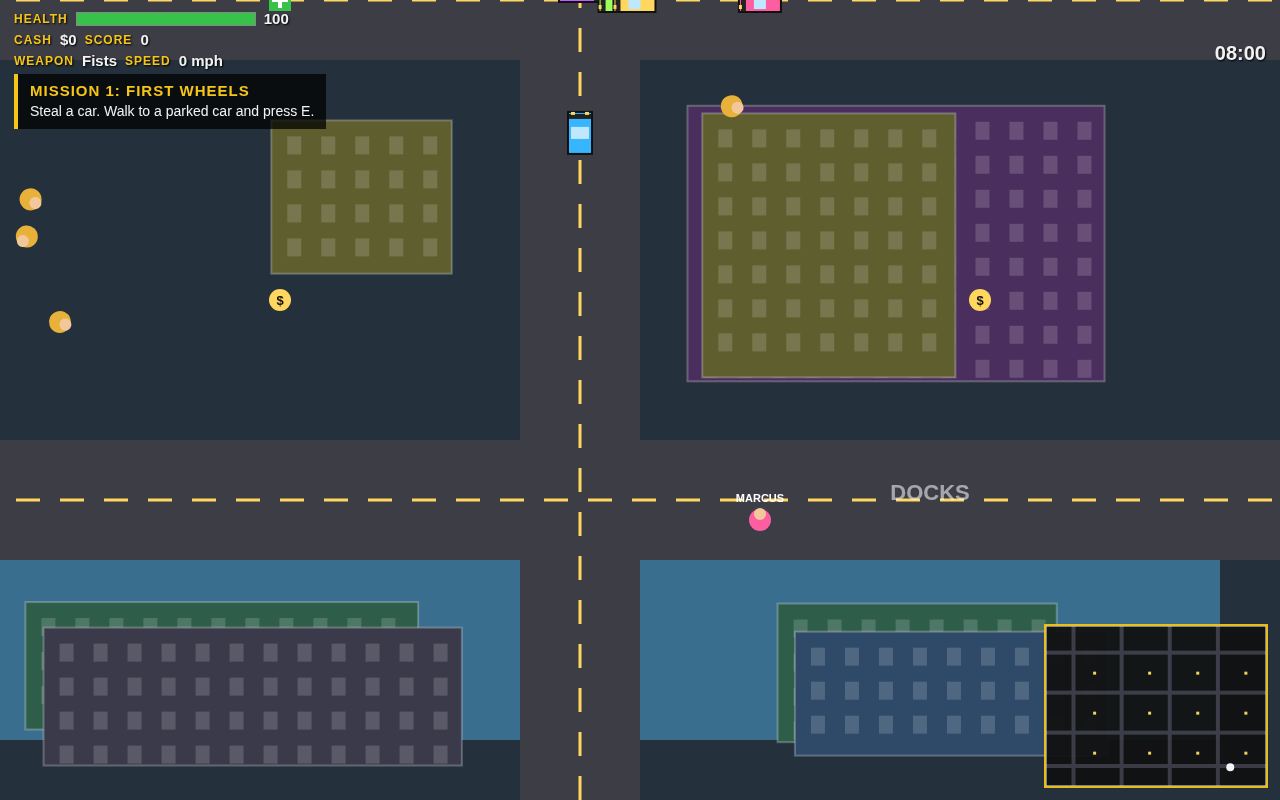 HEALTH 100
CASH $0 SCORE 0
WEAPON Fists SPEED 0 mph
08:00
MISSION 1: FIRST WHEELS
Steal a car. Walk to a parked car and press E.
$
$
MARCUS
DOCKS